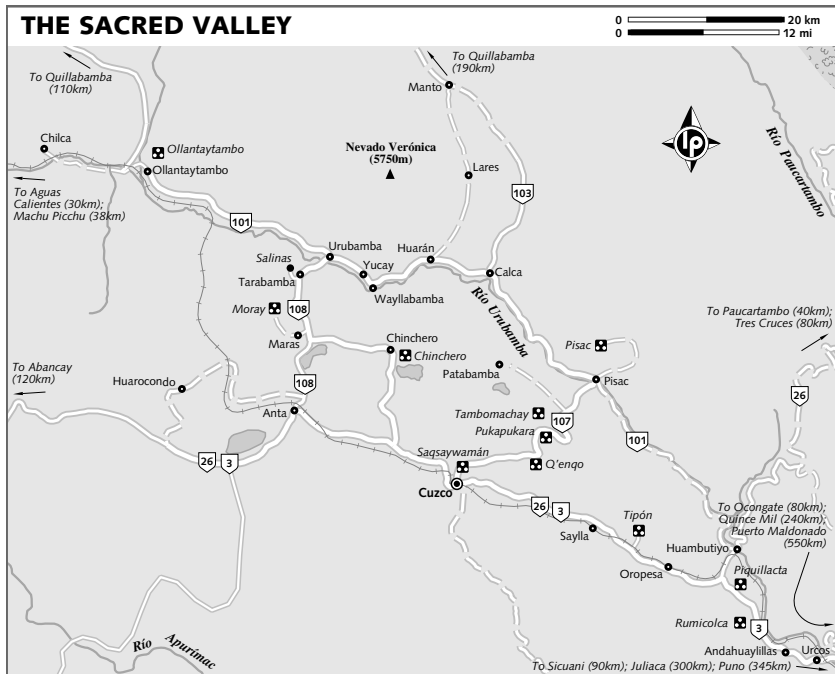 THE SACRED VALLEY
0 20 km
0 12 mi
To Quillabamba
(110km)
To Quillabamba
(190km)
Manto
Chilca
Ollantaytambo
Ollantaytambo
Nevado Verónica
(5750m)
Lares
lp
Río Paucartambo
To Aguas
Calientes (30km);
Machu Picchu (38km)
101
103
Urubamba
Huarán
Salinas
Yucay
Calca
Tarabamba
Wayllabamba
Río Urubamba
Moray
108
To Paucartambo (40km);
Tres Cruces (80km)
Maras
Chinchero
Chinchero
Pisac
Patabamba
Pisac
To Abancay
(120km)
Huarocondo
108
26
Anta
Tambomachay
107
Pukapukara
101
26
3
Saqsaywamán
Q'enqo
Cuzco
26
3
Tipón
Saylla
To Ocongate (80km);
Quince Mil (240km);
Puerto Maldonado
(550km)
Huambutiyo
Oropesa
Piquillacta
Rumicolca
3
Río Apurímac
Andahuaylillas
Urcos
To Sicuani (90km); Juliaca (300km); Puno (345km)